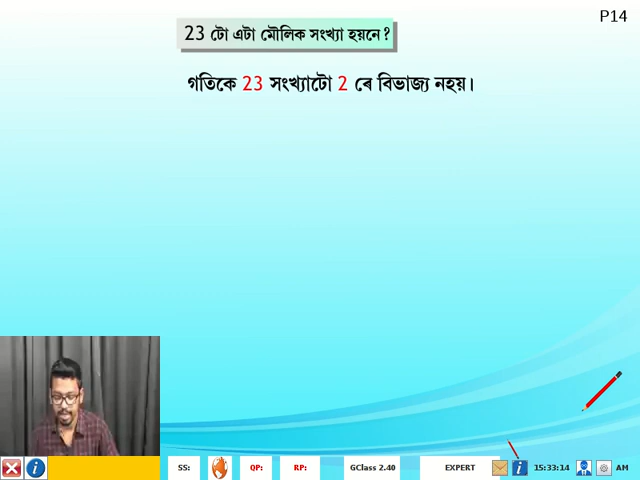 P14
23 টো এটা মৌলিক সংখ্যা হয়নে ?
গতিকে 23 সংখ্যাটো 2 ৰে বিভাজ্য নহয়।
SS: QP: RP: GClass 2.40 EXPERT 15:33:14 AM